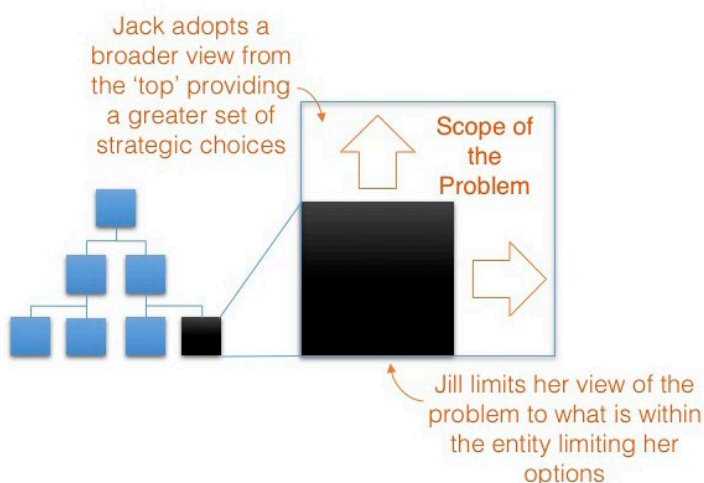 Jack adopts a
broader view from
the ‘top’ providing
a greater set of
strategic choices
Scope of
the
Problem
Jill limits her view of the
problem to what is within
the entity limiting her
options